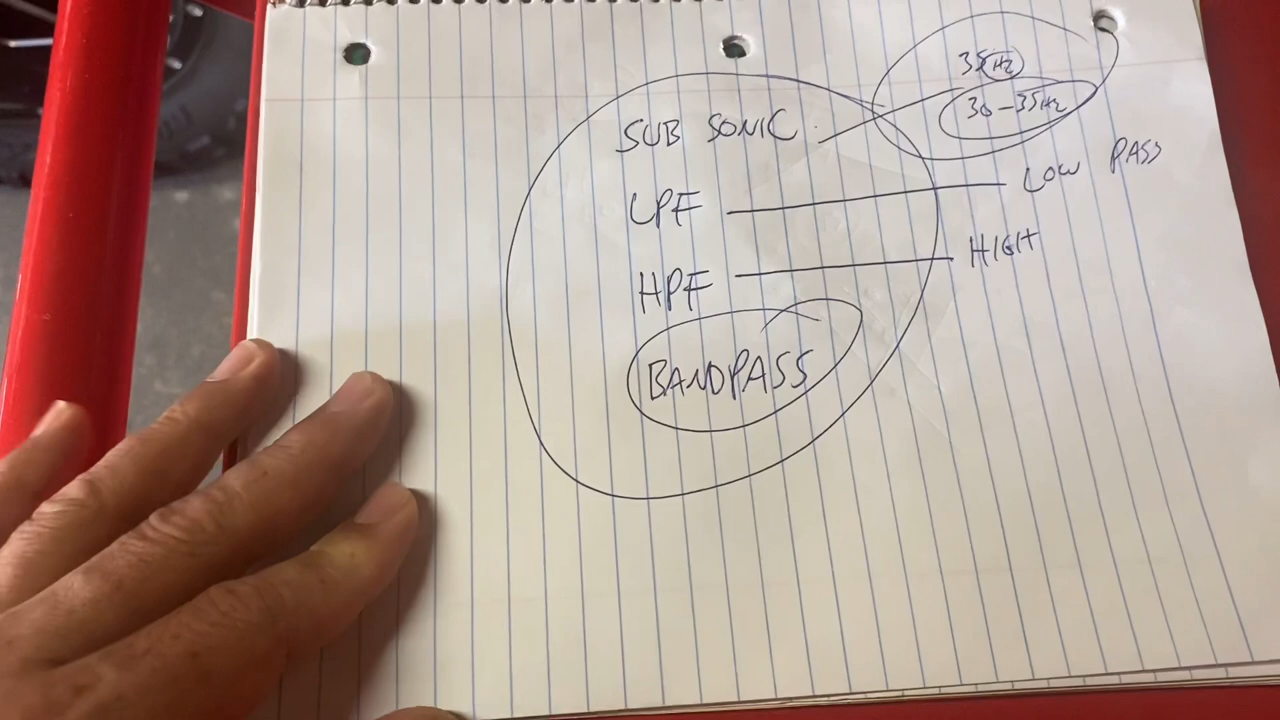 35Hz
30-35Hz
SUB SONIC
LPF LOW PASS
HPF HIGH
BANDPASS